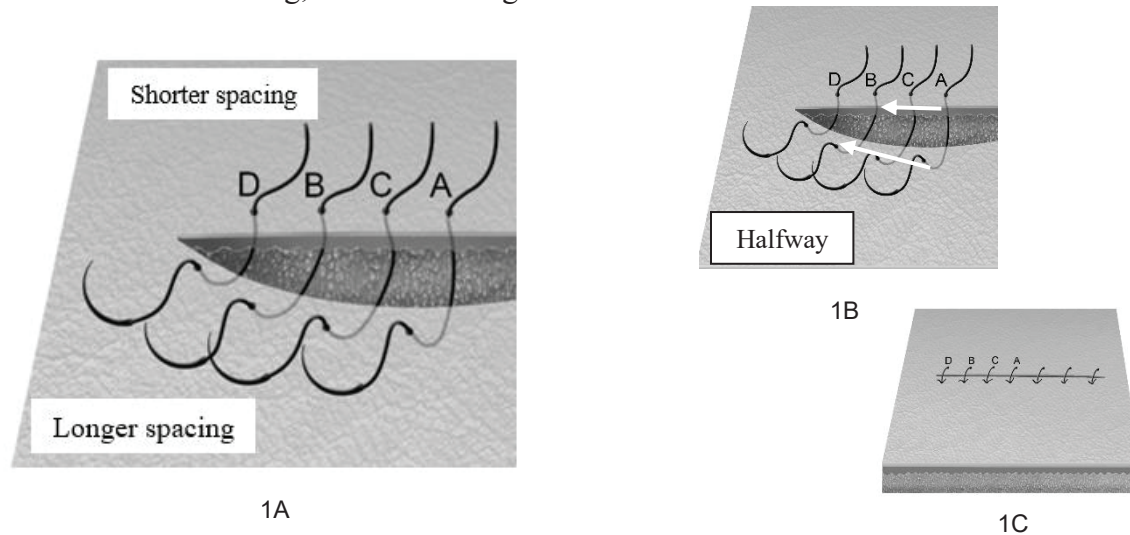 Shorter spacing
D B C A
Longer spacing
1A
D B C A
Halfway
1B
D B C A
1C